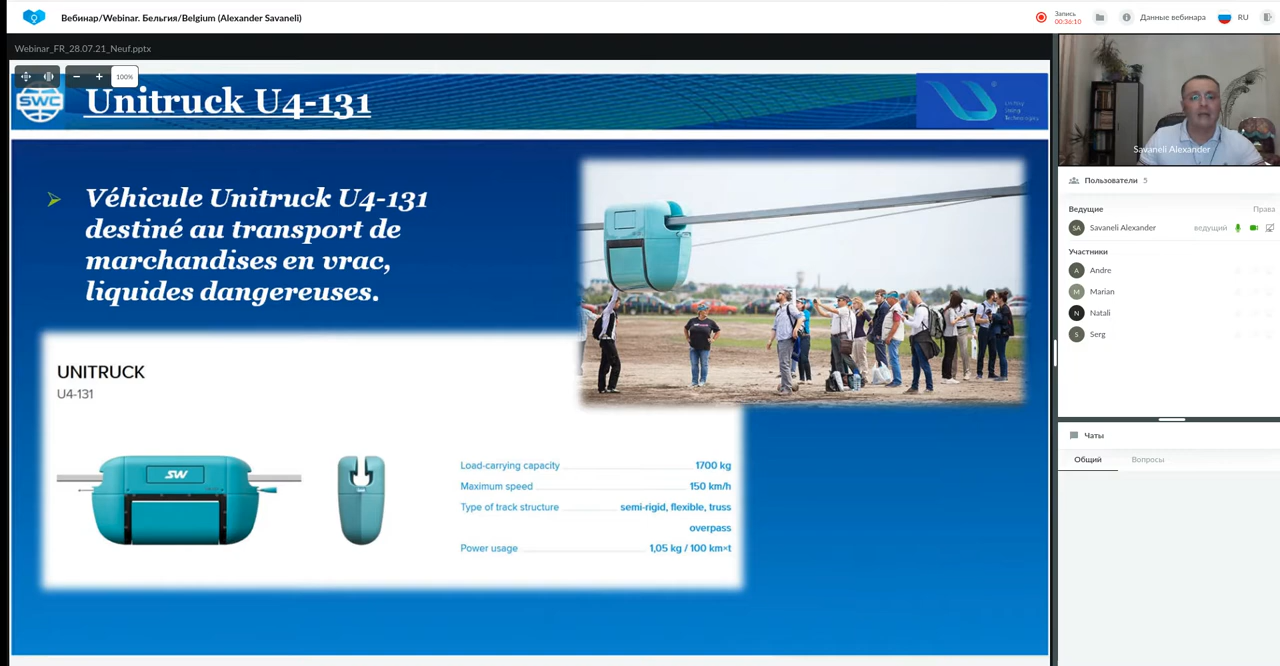 Вебинар/Webinar. Бельгия/Belgium (Alexander Savaneli)
Запись
00:36:10
Данные вебинара
RU
Webinar_FR_28.07.21_Neuf.pptx
100%
SWC
Unitruck U4-131
Véhicule Unitruck U4-131
destiné au transport de
marchandises en vrac,
liquides dangereuses.
UNITRUCK
U4-131
SW
Load-carrying capacity 1700 kg
Maximum speed 150 km/h
Type of track structure semi-rigid, flexible, truss
overpass
Power usage 1,05 kg / 100 km×t
Savaneli Alexander
Пользователи 5
Ведущие Права
SA Savaneli Alexander ведущий
Участники
A Andre
M Marian
N Natali
S Serg
Чаты
Общий Вопросы